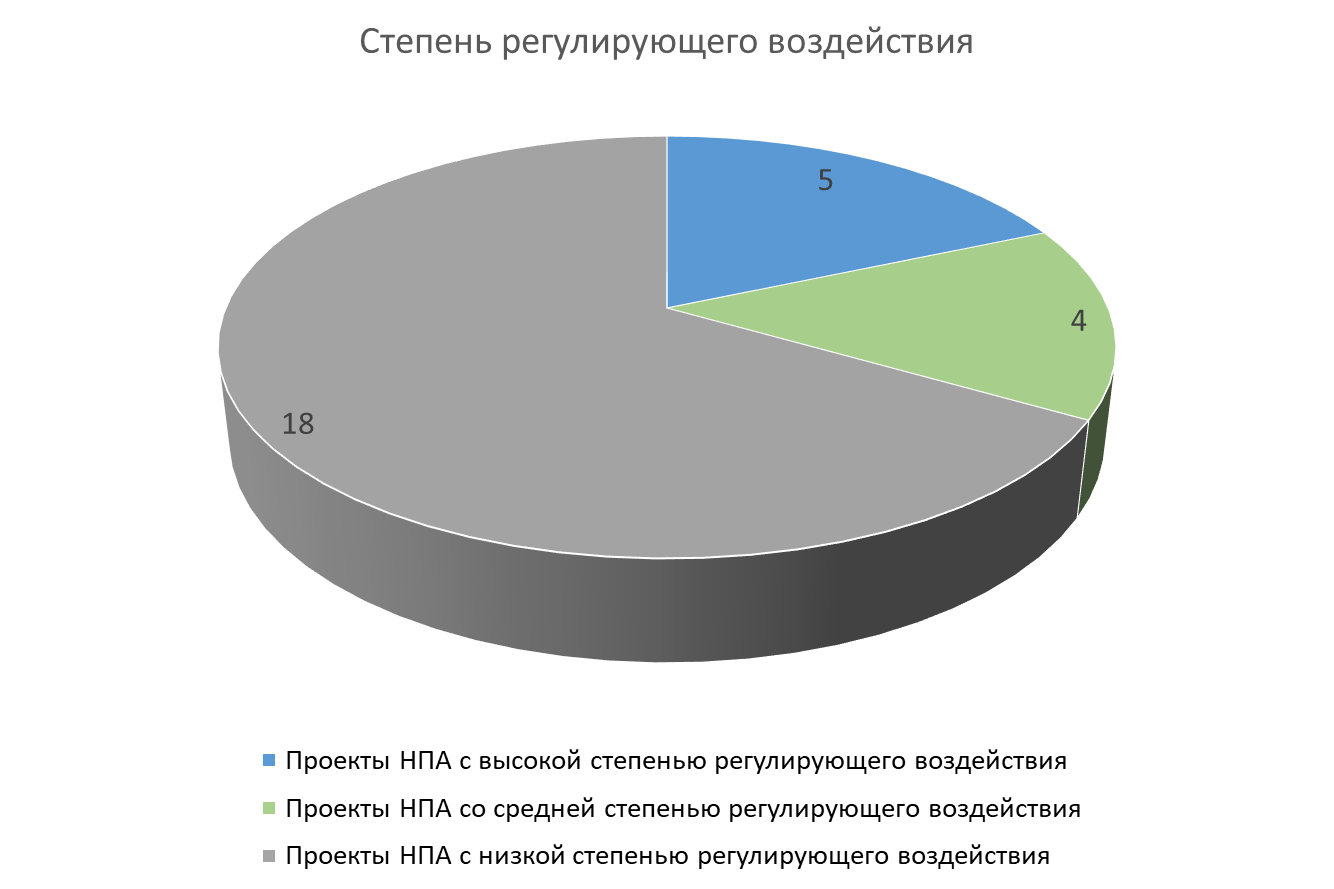 Степень регулирующего воздействия
5
4
18
Проекты НПА с высокой степенью регулирующего воздействия
Проекты НПА со средней степенью регулирующего воздействия
Проекты НПА с низкой степенью регулирующего воздействия